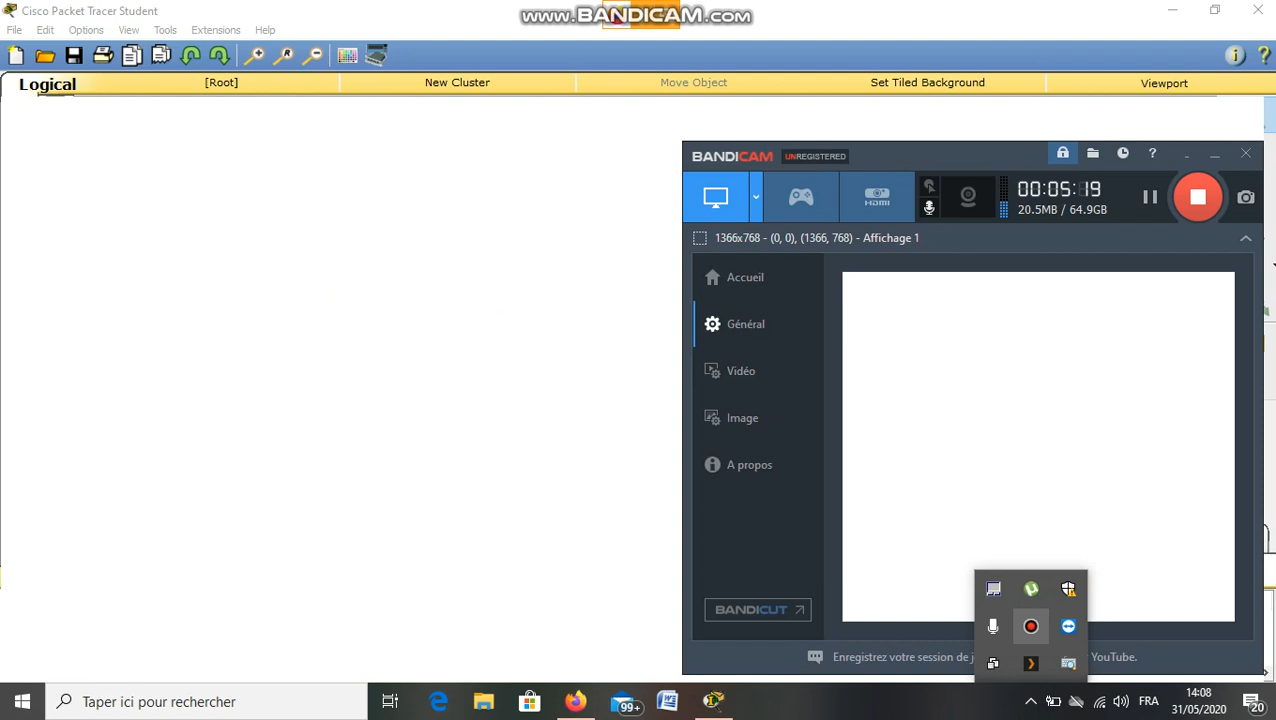 Cisco Packet Tracer Student
www.BANDICAM.com
File Edit Options View Tools Extensions Help
Logical [Root] New Cluster Move Object Set Tiled Background Viewport
BANDICAM UNREGISTERED
HDMI
00:05:19
20.5MB / 64.9GB
1366x768 - (0, 0), (1366, 768) - Affichage 1
Accueil
Général
Vidéo
Image
A propos
BANDICUT
Enregistrez votre session de YouTube.
Taper ici pour rechercher
99+
FRA
14:08
31/05/2020
20